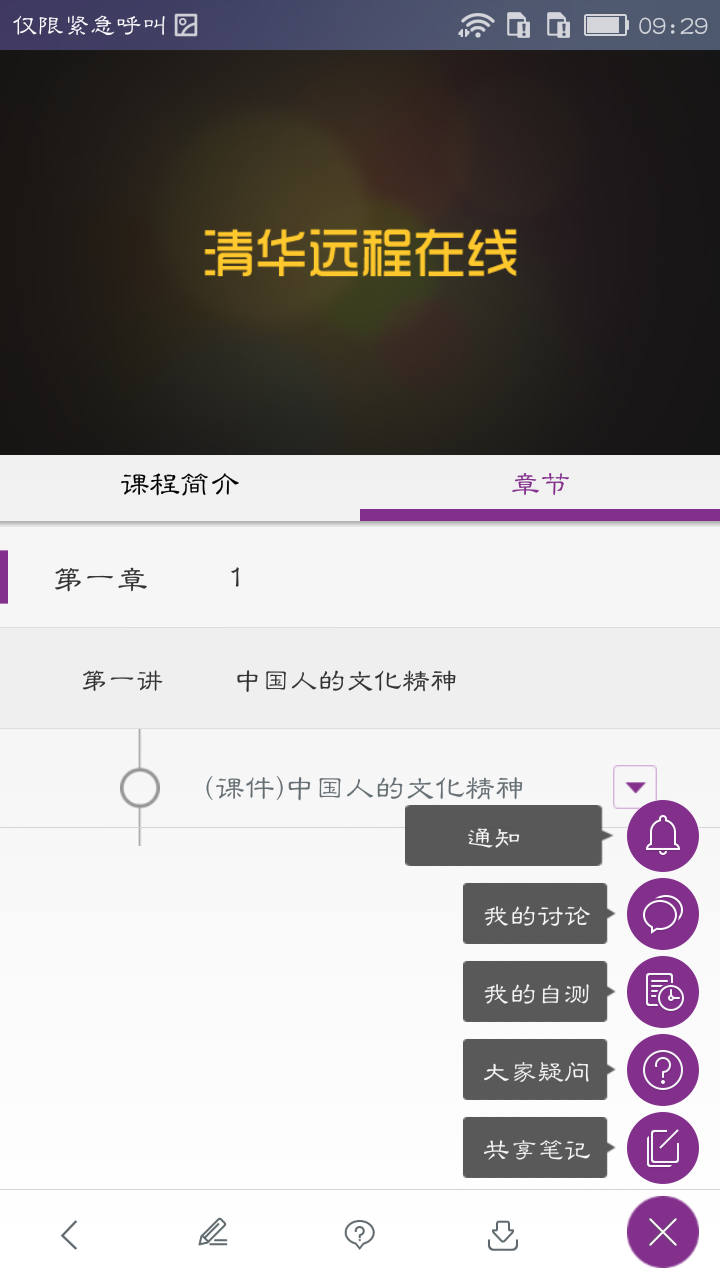 仅限紧急呼叫 09:29
清华远程在线
课程简介 章节
第一章 1
第一讲 中国人的文化精神
(课件)中国人的文化精神
通知
我的讨论
我的自测
大家疑问
共享笔记